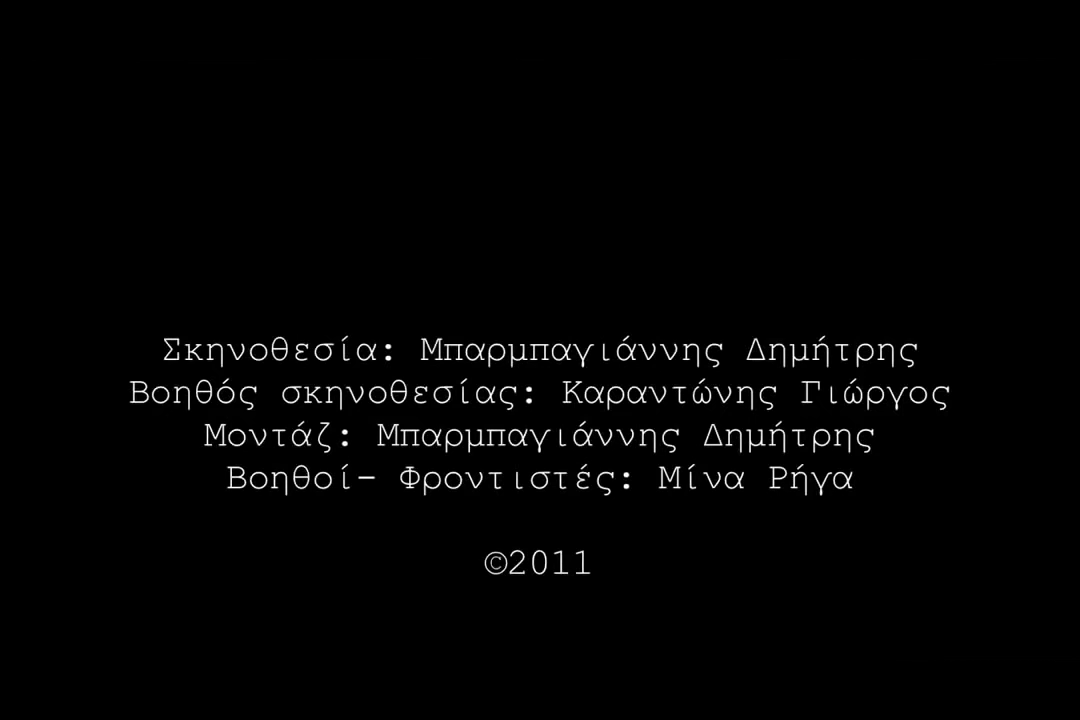 Σκηνοθεσία: Μπαρμπαγιάννης Δημήτρης
Βοηθός σκηνοθεσίας: Καραντώνης Γιώργος
Μοντάζ: Μπαρμπαγιάννης Δημήτρης
Βοηθοί- Φροντιστές: Μίνα Ρήγα
©2011